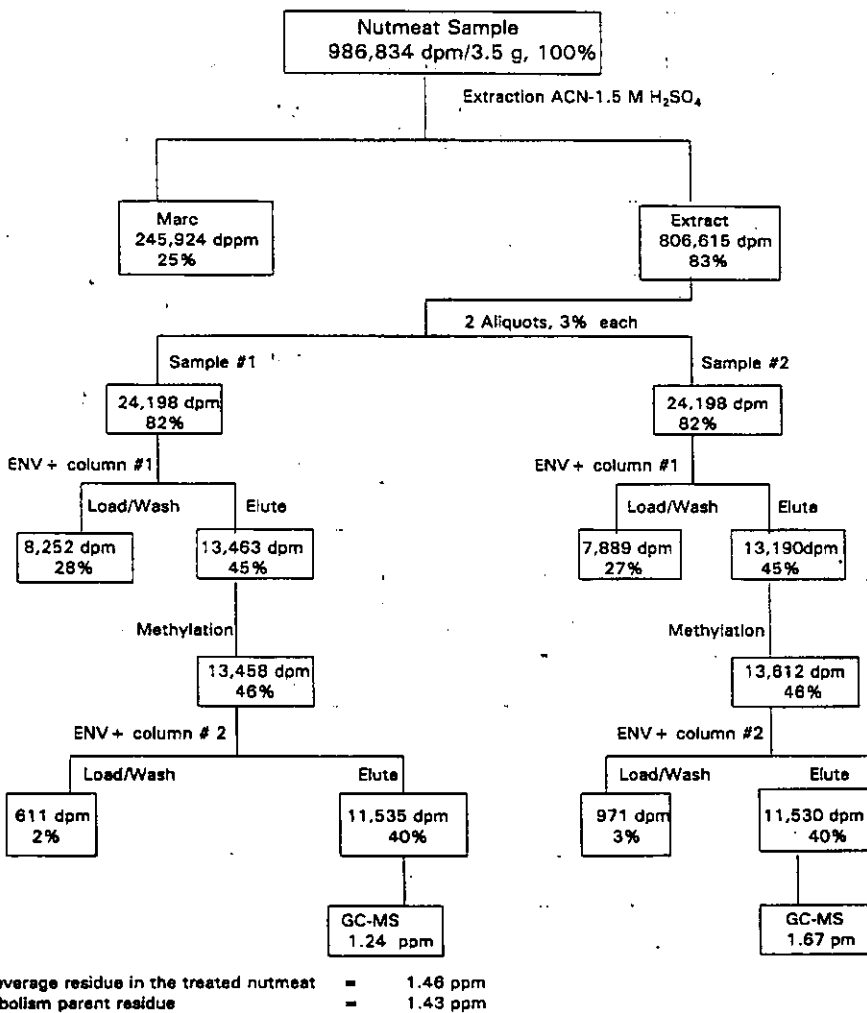 Nutmeat Sample
986,834 dpm/3.5 g, 100%
Extraction ACN-1.5 M H₂SO₄
Marc
245,924 dppm
25%
Extract
806,615 dpm
83%
2 Aliquots, 3% each
Sample #1
Sample #2
24,198 dpm
82%
24,198 dpm
82%
ENV+ column #1
ENV+ column #1
Load/Wash Elute
Load/Wash Elute
8,252 dpm
28%
13,463 dpm
45%
7,889 dpm
27%
13,190dpm
45%
Methylation
Methylation
13,458 dpm
46%
13,612 dpm
46%
ENV+ column # 2
ENV+ column #2
Load/Wash Elute
Load/Wash Elute
611 dpm
2%
11,535 dpm
40%
971 dpm
3%
11,530 dpm
40%
GC-MS
1.24 ppm
GC-MS
1.67 pm
verage residue in the treated nutmeat = 1.46 ppm
bolism parent residue = 1.43 ppm